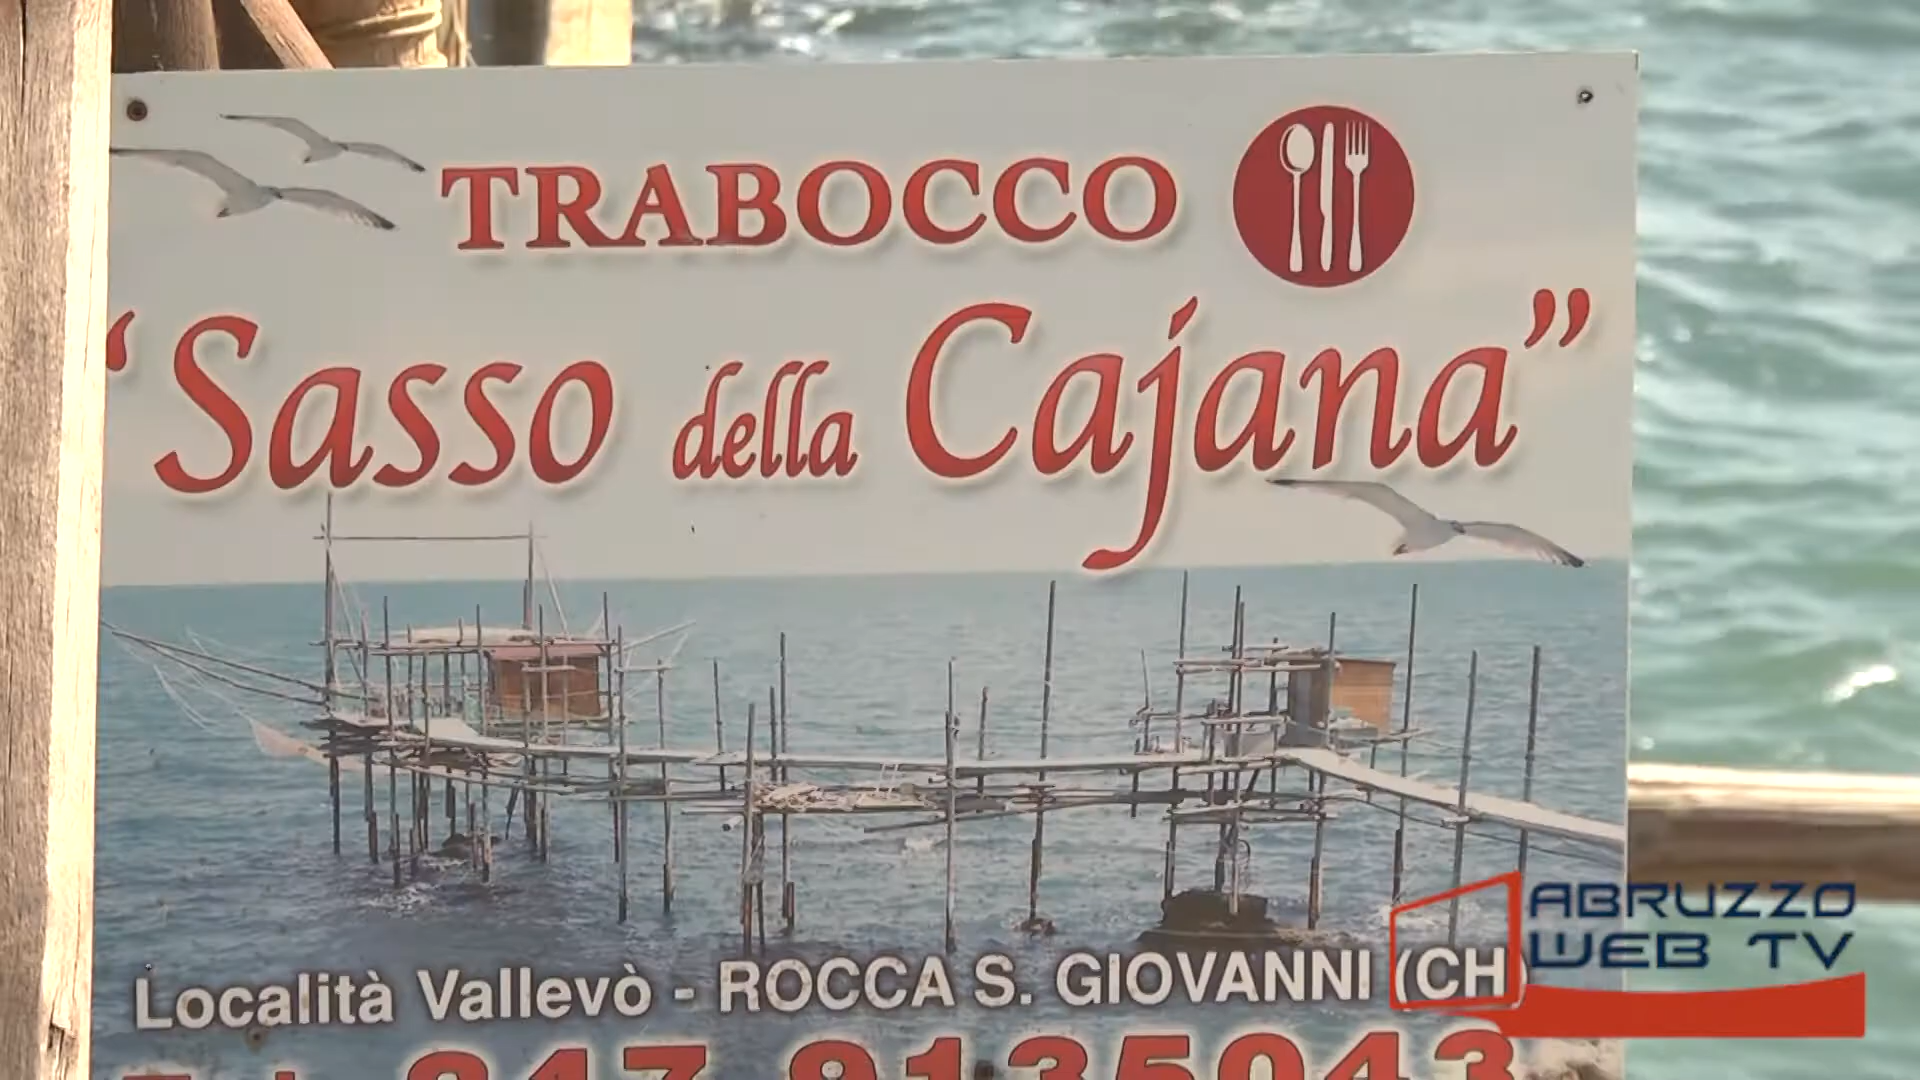 TRABOCCO
“Sasso della Cajana”
Località Vallevò - ROCCA S. GIOVANNI (CH)
ABRUZZO
WEB TV